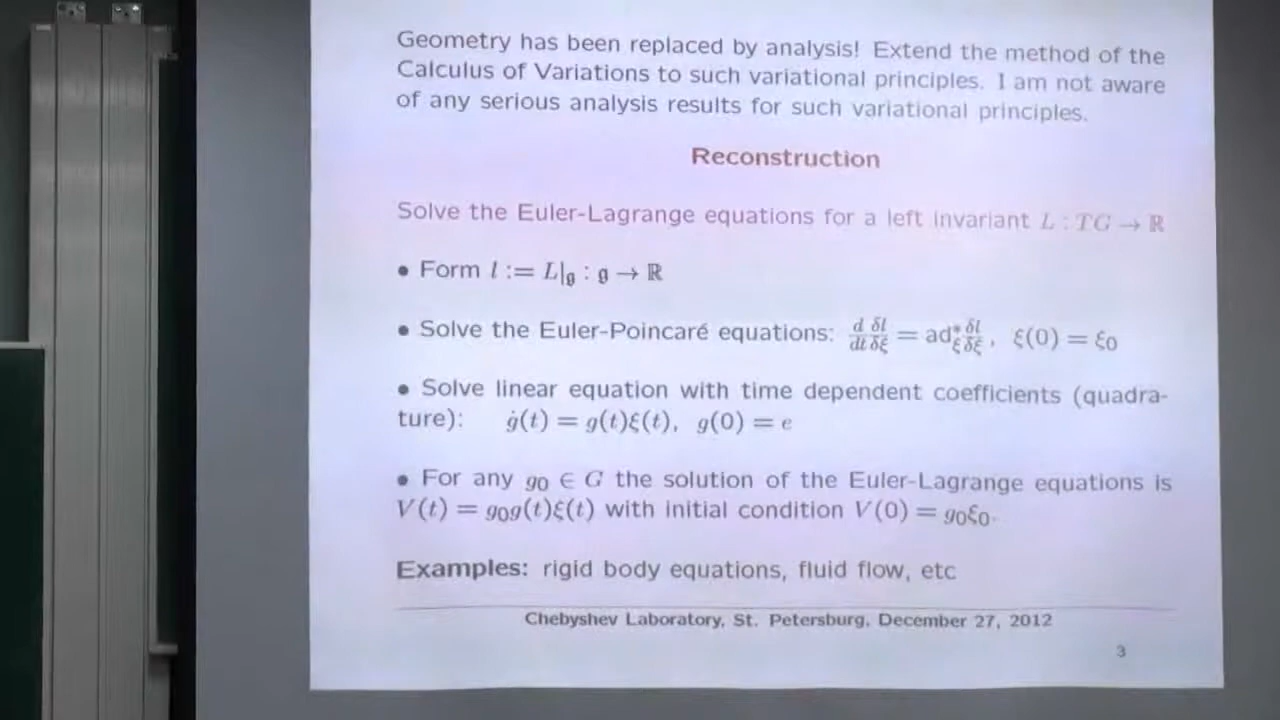 Geometry has been replaced by analysis! Extend the method of the
Calculus of Variations to such variational principles. I am not aware
of any serious analysis results for such variational principles.
Reconstruction
Solve the Euler-Lagrange equations for a left invariant L : TG → ℝ
• Form l := L|𝔤 : 𝔤 → ℝ
• Solve the Euler-Poincaré equations: d/dt δl/δξ = ad*_ξ δl/δξ , ξ(0) = ξ₀
• Solve linear equation with time dependent coefficients (quadra-
ture): ġ(t) = g(t)ξ(t), g(0) = e
• For any g₀ ∈ G the solution of the Euler-Lagrange equations is
V(t) = g₀g(t)ξ(t) with initial condition V(0) = g₀ξ₀.
Examples: rigid body equations, fluid flow, etc
Chebyshev Laboratory, St. Petersburg, December 27, 2012
3